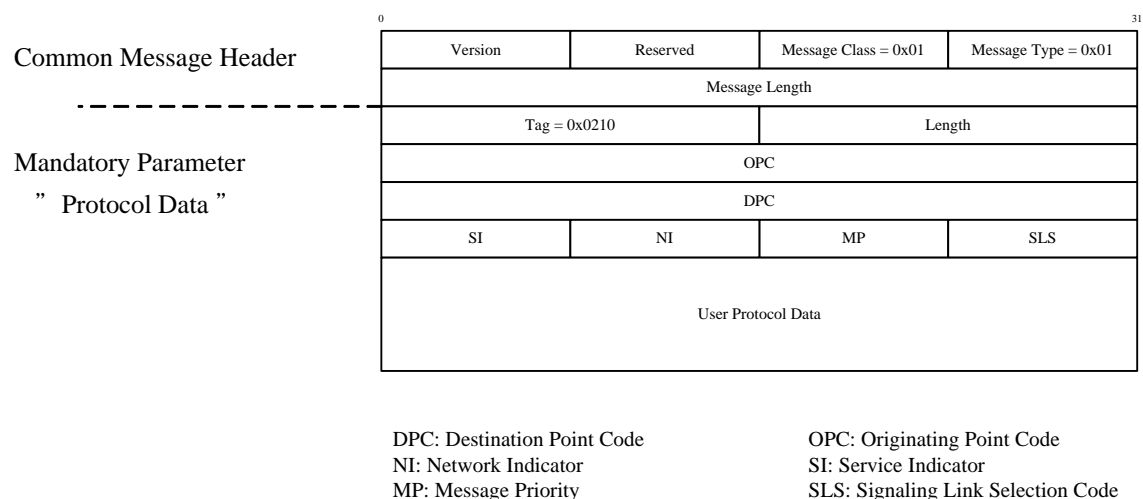 0 31
Common Message Header
Version Reserved Message Class = 0x01 Message Type = 0x01
Message Length
Tag = 0x0210 Length
Mandatory Parameter
OPC
” Protocol Data ”
DPC
SI NI MP SLS
User Protocol Data
DPC: Destination Point Code OPC: Originating Point Code
NI: Network Indicator SI: Service Indicator
MP: Message Priority SLS: Signaling Link Selection Code